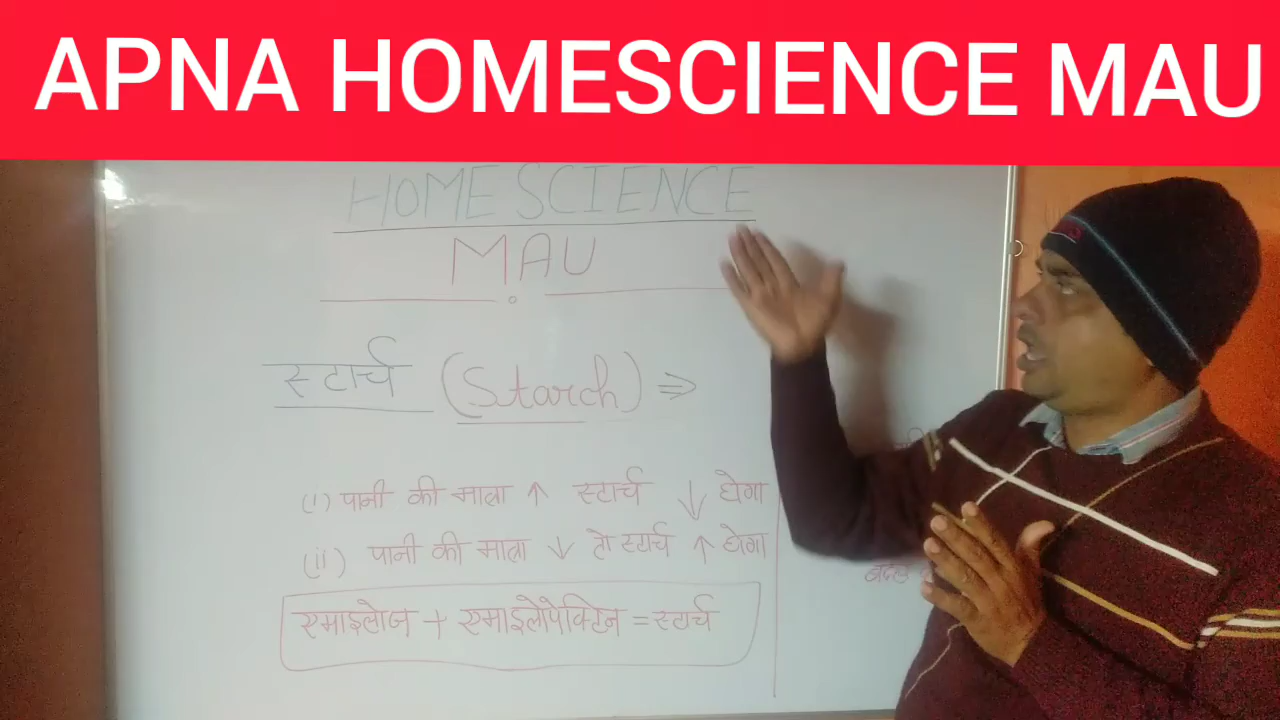 APNA HOMESCIENCE MAU
HOME SCIENCE
MAU
स्टार्च (Starch) ⇒
(i) पानी की मात्रा ↑ स्टार्च ↓ होगा
(ii) पानी की मात्रा ↓ तो स्टार्च ↑ होगा
एमाइलोज + एमाइलोपेक्टिन = स्टार्च